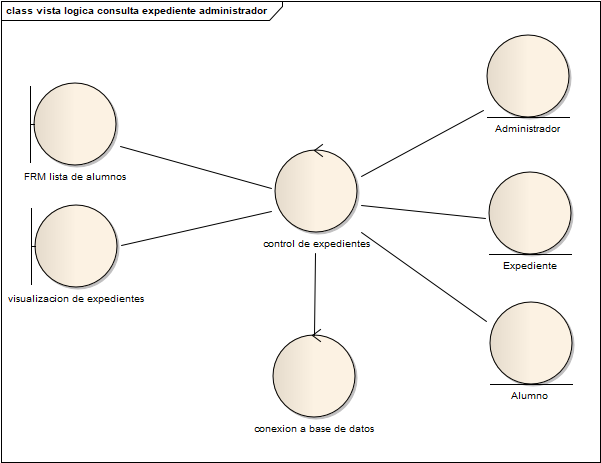 class vista logica consulta expediente administrador
Administrador
FRM lista de alumnos
control de expedientes
Expediente
visualizacion de expedientes
Alumno
conexion a base de datos